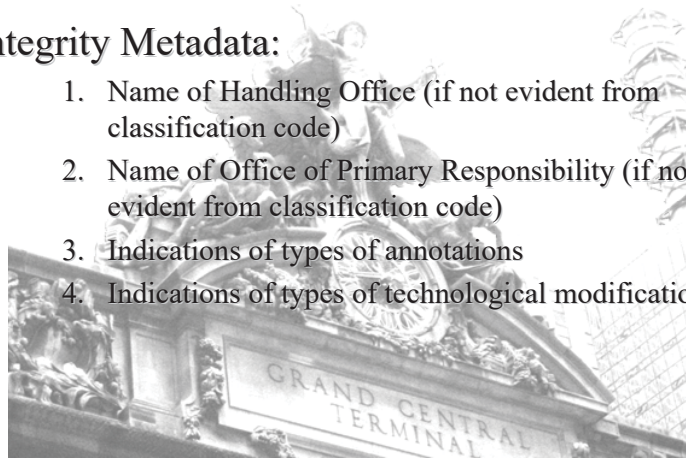 ntegrity Metadata:
1. Name of Handling Office (if not evident from
classification code)
2. Name of Office of Primary Responsibility (if no
evident from classification code)
3. Indications of types of annotations
4. Indications of types of technological modificatio
GRAND CENTRAL
TERMINAL